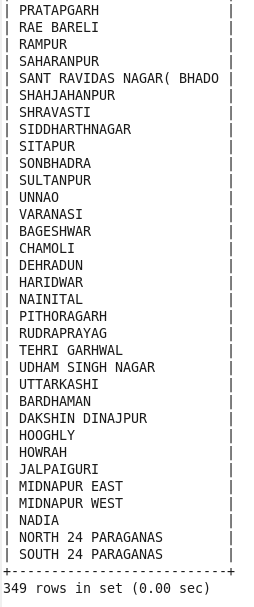 | PRATAPGARH |
| RAE BARELI |
| RAMPUR |
| SAHARANPUR |
| SANT RAVIDAS NAGAR( BHADO |
| SHAHJAHANPUR |
| SHRAVASTI |
| SIDDHARTHNAGAR |
| SITAPUR |
| SONBHADRA |
| SULTANPUR |
| UNNAO |
| VARANASI |
| BAGESHWAR |
| CHAMOLI |
| DEHRADUN |
| HARIDWAR |
| NAINITAL |
| PITHORAGARH |
| RUDRAPRAYAG |
| TEHRI GARHWAL |
| UDHAM SINGH NAGAR |
| UTTARKASHI |
| BARDHAMAN |
| DAKSHIN DINAJPUR |
| HOOGHLY |
| HOWRAH |
| JALPAIGURI |
| MIDNAPUR EAST |
| MIDNAPUR WEST |
| NADIA |
| NORTH 24 PARAGANAS |
| SOUTH 24 PARAGANAS |
+---------------------------+
349 rows in set (0.00 sec)